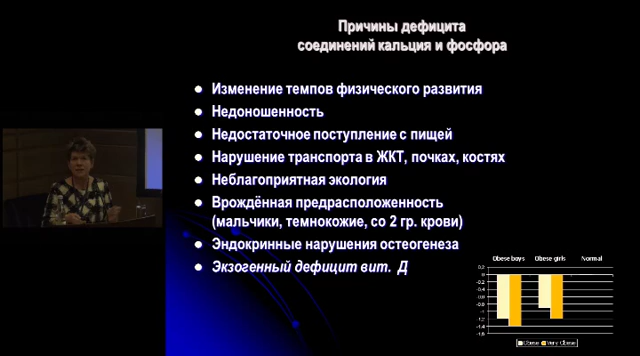 Причины дефицита
соединений кальция и фосфора
Изменение темпов физического развития
Недоношенность
Недостаточное поступление с пищей
Нарушение транспорта в ЖКТ, почках, костях
Неблагоприятная экология
Врождённая предрасположенность
(мальчики, темнокожие, со 2 гр. крови)
Эндокринные нарушения остеогенеза
Экзогенный дефицит вит. Д
Obese boys Obese girls Normal
0,2
0
-0,2
-0,4
-0,6
-0,8
-1
-1,2
-1,4
-1,6
Obese Very Obese